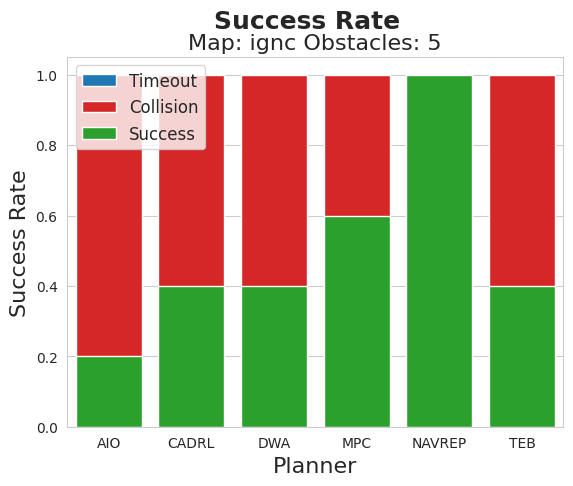 Success Rate
Map: ignc Obstacles: 5
Timeout
Collision
Success
Success Rate
1.0
0.8
0.6
0.4
0.2
0.0
AIO CADRL DWA MPC NAVREP TEB
Planner